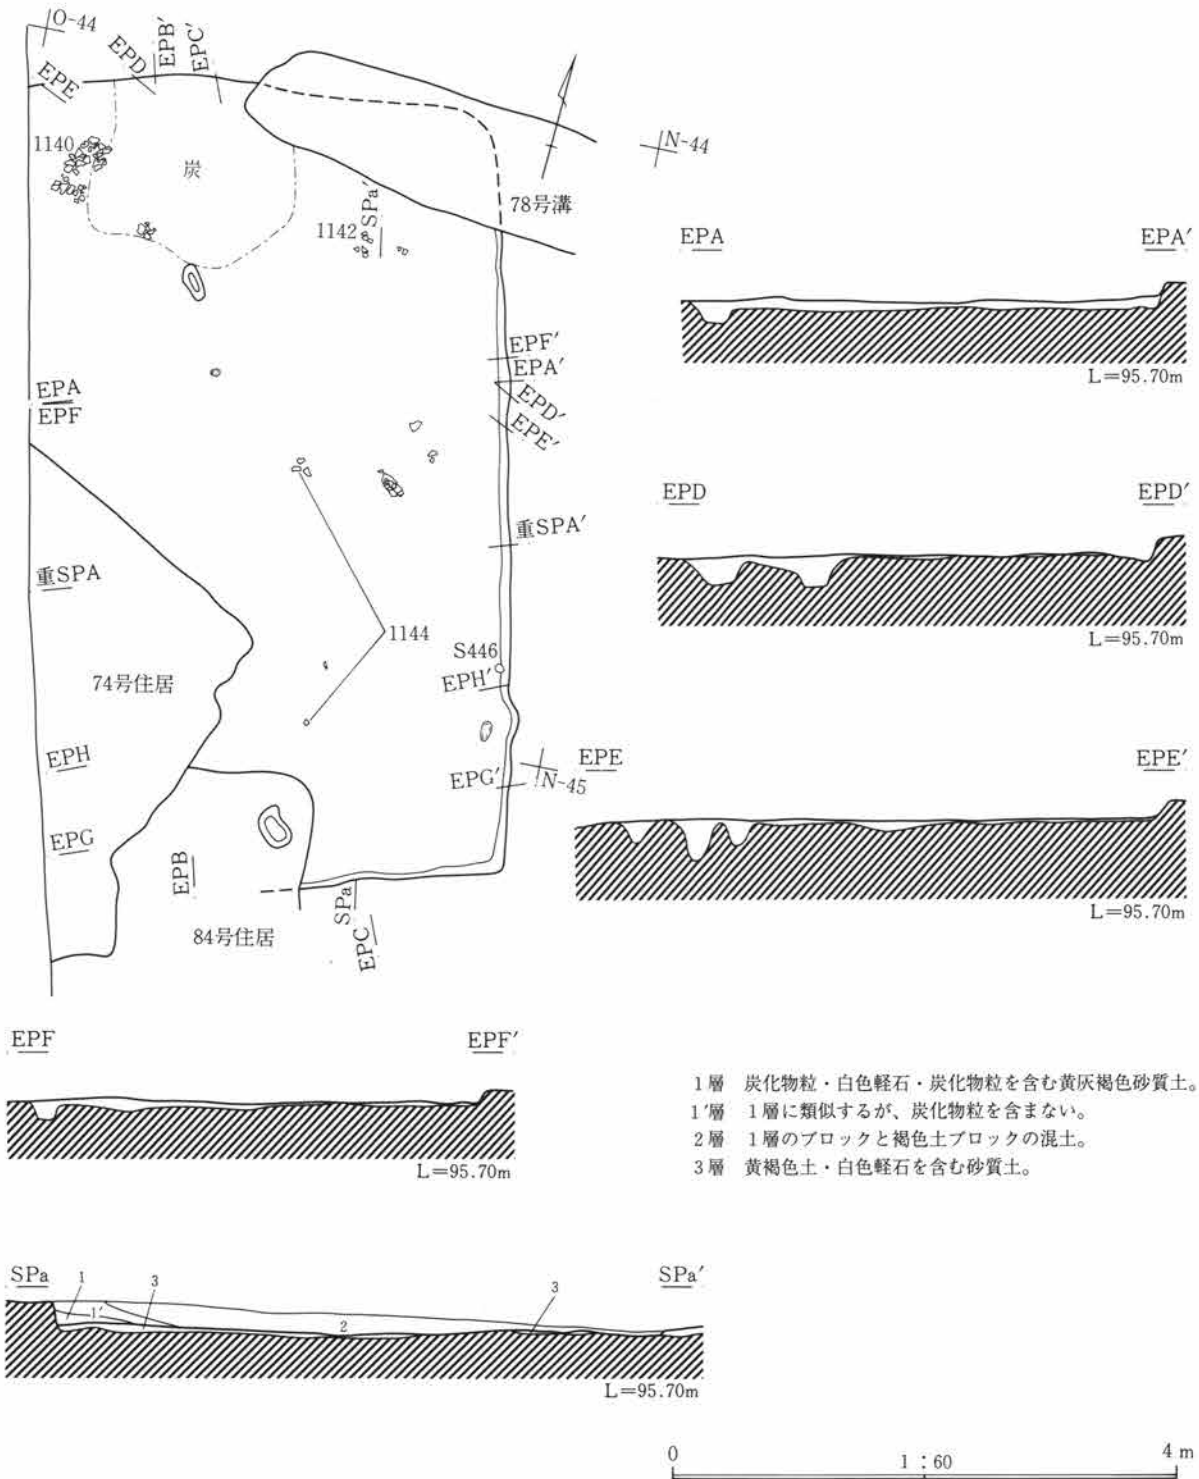 O-44
EPE
EPD
EPB′
EPC′
1140
炭
N-44
78号溝
1142
SPa′
EPA
EPF
EPF′
EPA′
EPD′
EPE′
重SPA′
重SPA
1144
S446
EPH′
74号住居
EPH
EPG′
N-45
EPG
EPB
84号住居
SPa
EPC
EPA EPA′
L=95.70m
EPD EPD′
L=95.70m
EPE EPE′
L=95.70m
EPF EPF′
L=95.70m
1層 炭化物粒・白色軽石・炭化物粒を含む黄灰褐色砂質土。
1′層 1層に類似するが、炭化物粒を含まない。
2層 1層のブロックと褐色土ブロックの混土。
3層 黄褐色土・白色軽石を含む砂質土。
SPa 1 3 3 SPa′
1′
2
L=95.70m
0 1:60 4m